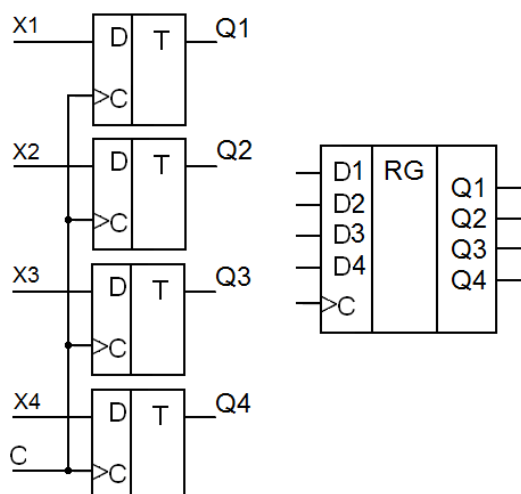 X1 D T Q1
>C
X2 D T Q2
>C
X3 D T Q3
>C
X4 D T Q4
C >C
D1 RG Q1
D2 Q2
D3 Q3
D4 Q4
>C